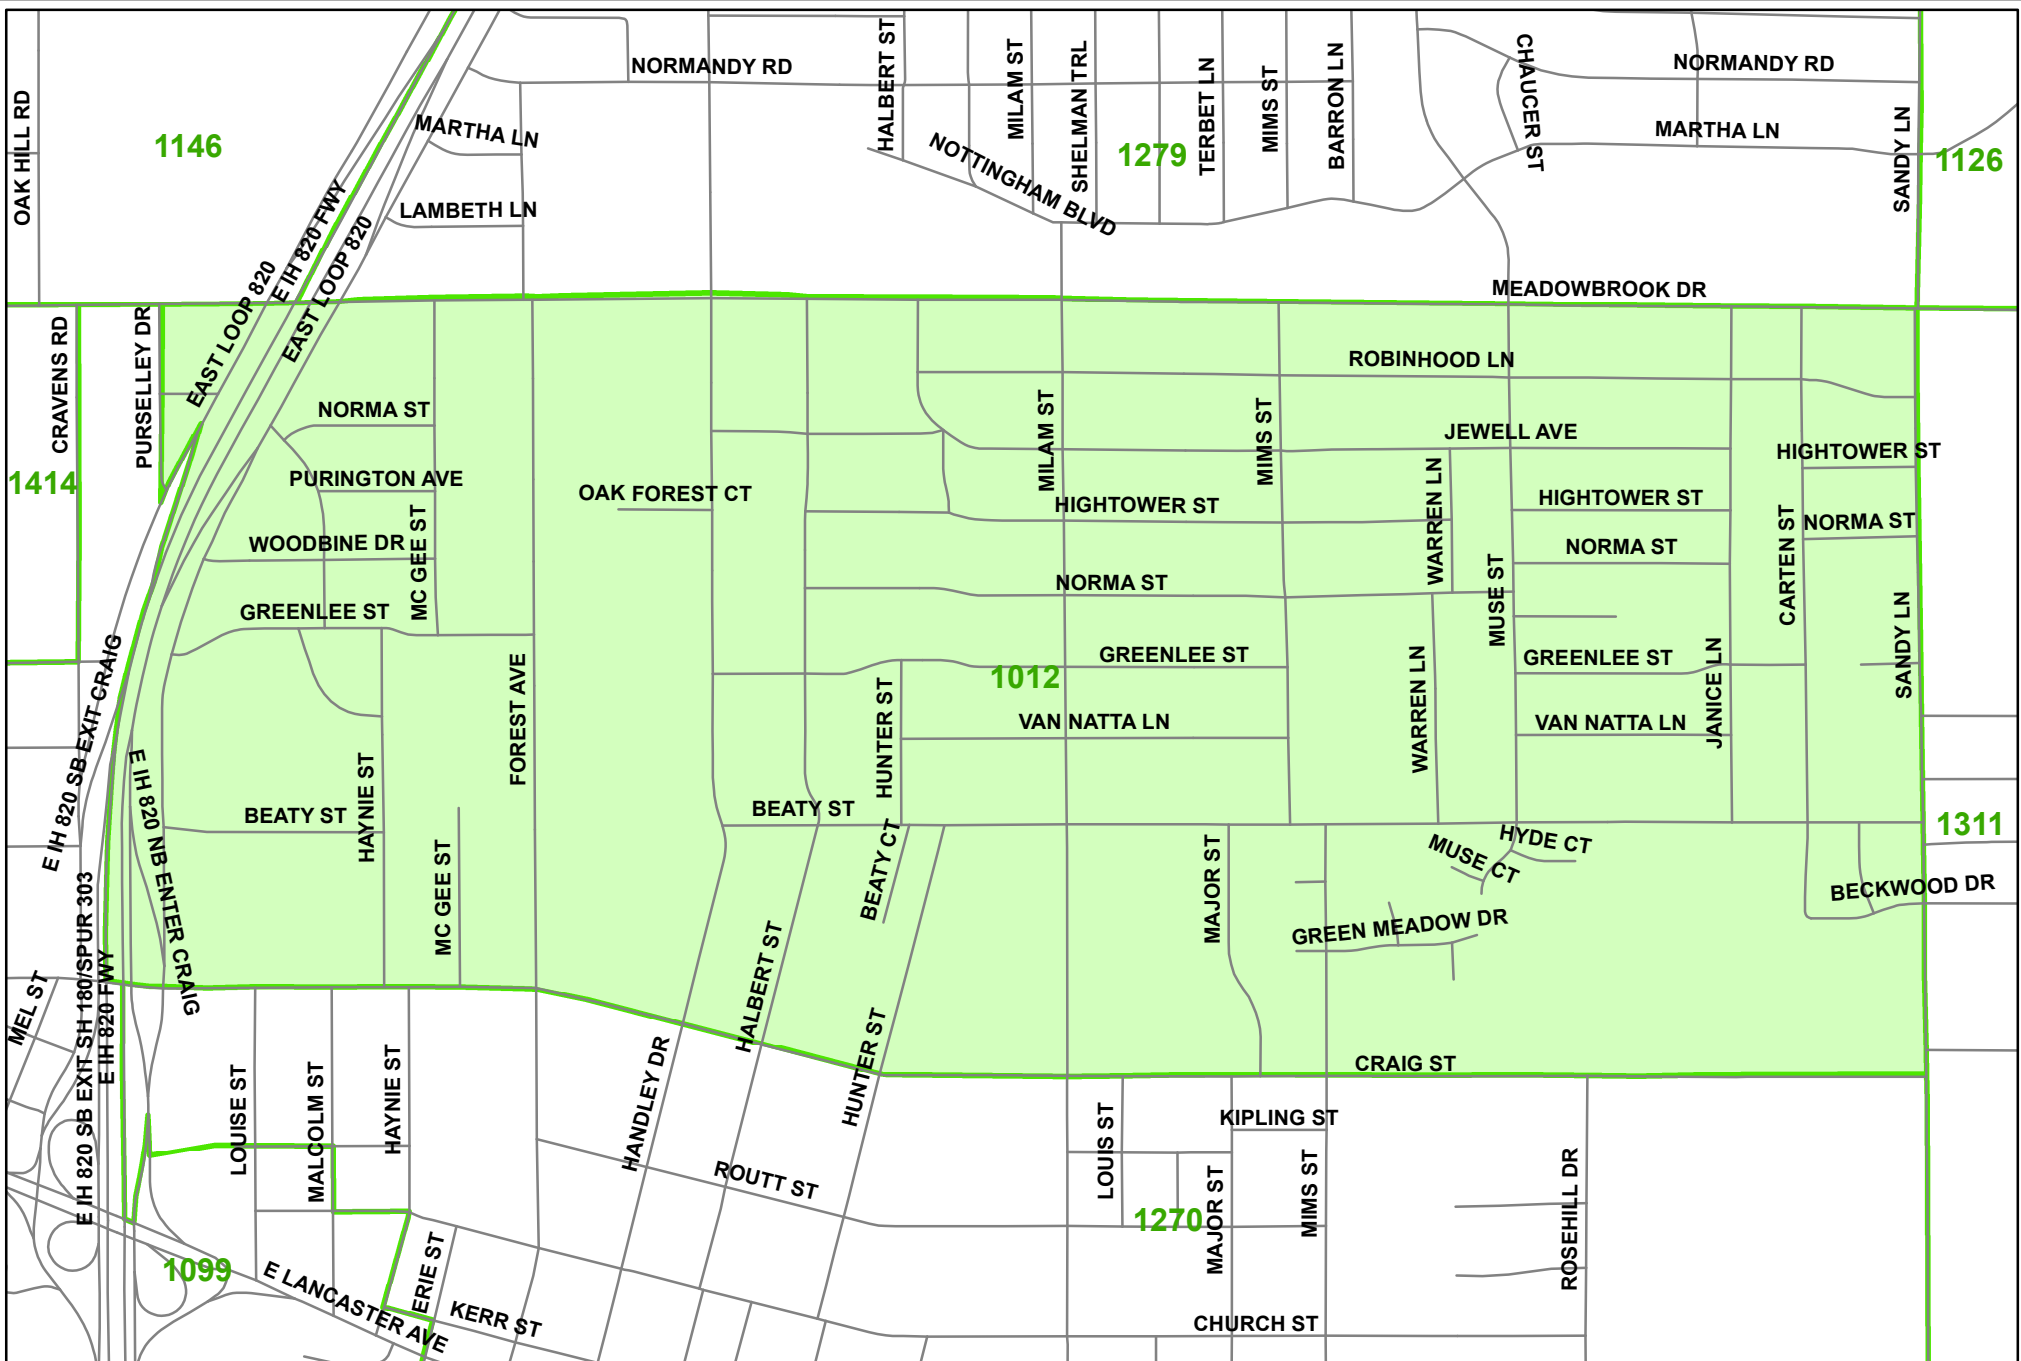 NORMANDY RD
HALBERT ST
MILAM ST
SHELMAN TRL
TERBET LN
MIMS ST
BARRON LN
CHAUCER ST
NORMANDY RD
OAK HILL RD
1146
MARTHA LN
NOTTINGHAM BLVD
1279
MARTHA LN
SANDY LN
1126
LAMBETH LN
E IH 820 FWY
EAST LOOP 820
EAST LOOP 820
MEADOWBROOK DR
CRAVENS RD
PURSELLEY DR
ROBINHOOD LN
NORMA ST
MILAM ST
MIMS ST
JEWELL AVE
HIGHTOWER ST
1414
PURINGTON AVE
OAK FOREST CT
HIGHTOWER ST
WARREN LN
HIGHTOWER ST
CARTEN ST
NORMA ST
WOODBINE DR
MC GEE ST
NORMA ST
MUSE ST
NORMA ST
GREENLEE ST
SANDY LN
E IH 820 SB EXIT CRAIG
FOREST AVE
GREENLEE ST
1012
HUNTER ST
WARREN LN
GREENLEE ST
JANICE LN
VAN NATTA LN
VAN NATTA LN
E IH 820 NB ENTER CRAIG
HAYNIE ST
BEATY ST
BEATY ST
1311
MC GEE ST
BEATY CT
MAJOR ST
MUSE CT
HYDE CT
BECKWOOD DR
GREEN MEADOW DR
E IH 820 SB EXIT SH 180/SPUR 303
E IH 820 FWY
MEL ST
HALBERT ST
HUNTER ST
CRAIG ST
LOUISE ST
MALCOLM ST
HAYNIE ST
HANDLEY DR
ROUTT ST
LOUIS ST
KIPLING ST
MAJOR ST
MIMS ST
1270
ROSEHILL DR
1099
E LANCASTER AVE
ERIE ST
KERR ST
CHURCH ST